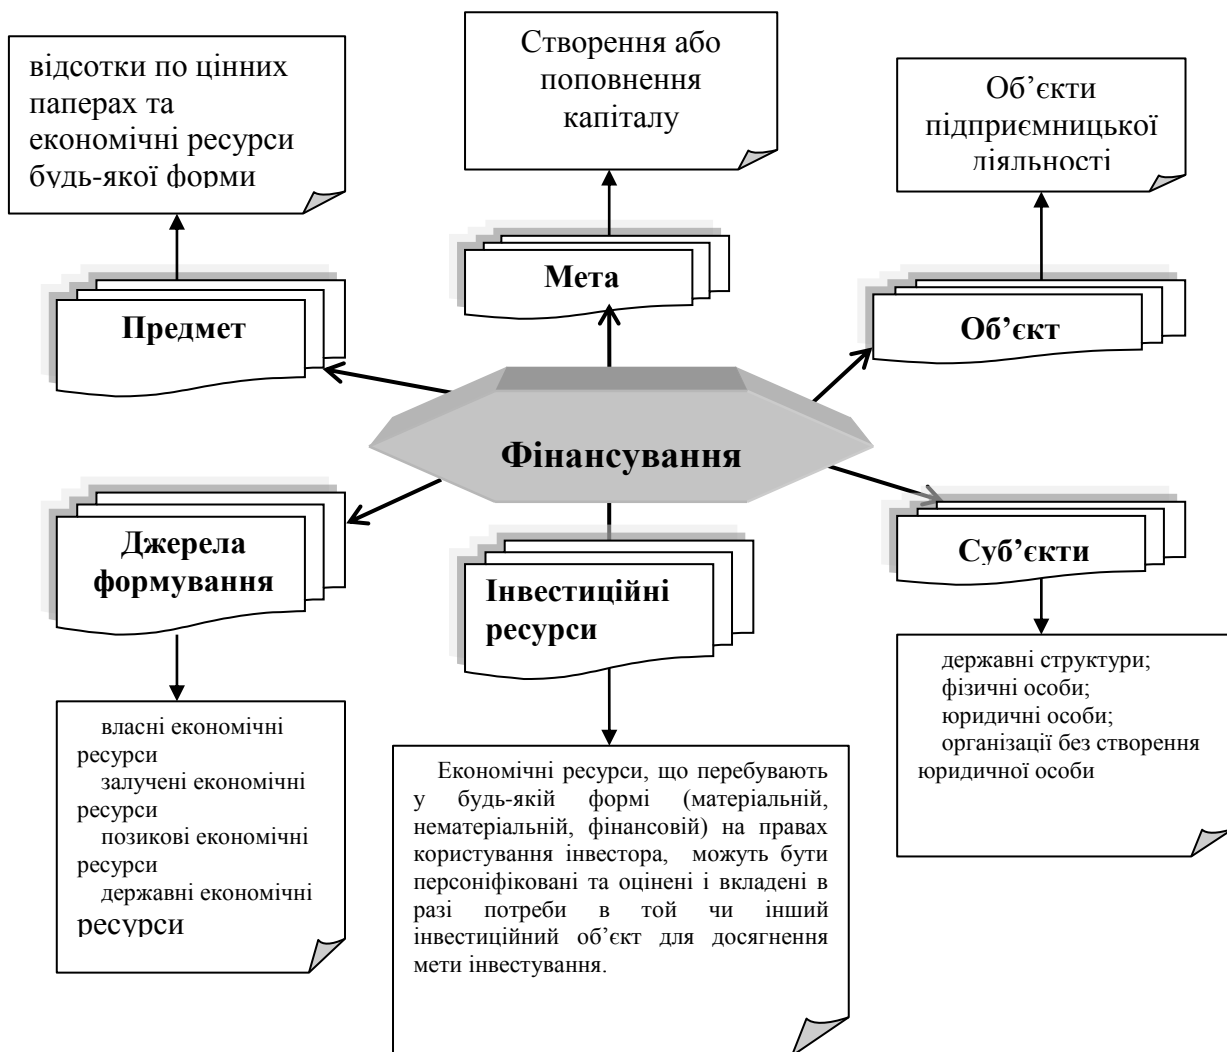 відсотки по цінних
паперах та
економічні ресурси
будь-якої форми
Створення або
поповнення
капіталу
Об’єкти
підприємницької
діяльності
Предмет
Мета
Об’єкт
Фінансування
Джерела
формування
Інвестиційні
ресурси
Суб’єкти
власні економічні
ресурси
залучені економічні
ресурси
позикові економічні
ресурси
державні економічні
ресурси
Економічні ресурси, що перебувають
у будь-якій формі (матеріальній,
нематеріальній, фінансовій) на правах
користування інвестора, можуть бути
персоніфіковані та оцінені і вкладені в
разі потреби в той чи інший
інвестиційний об’єкт для досягнення
мети інвестування.
державні структури;
фізичні особи;
юридичні особи;
організації без створення
юридичної особи